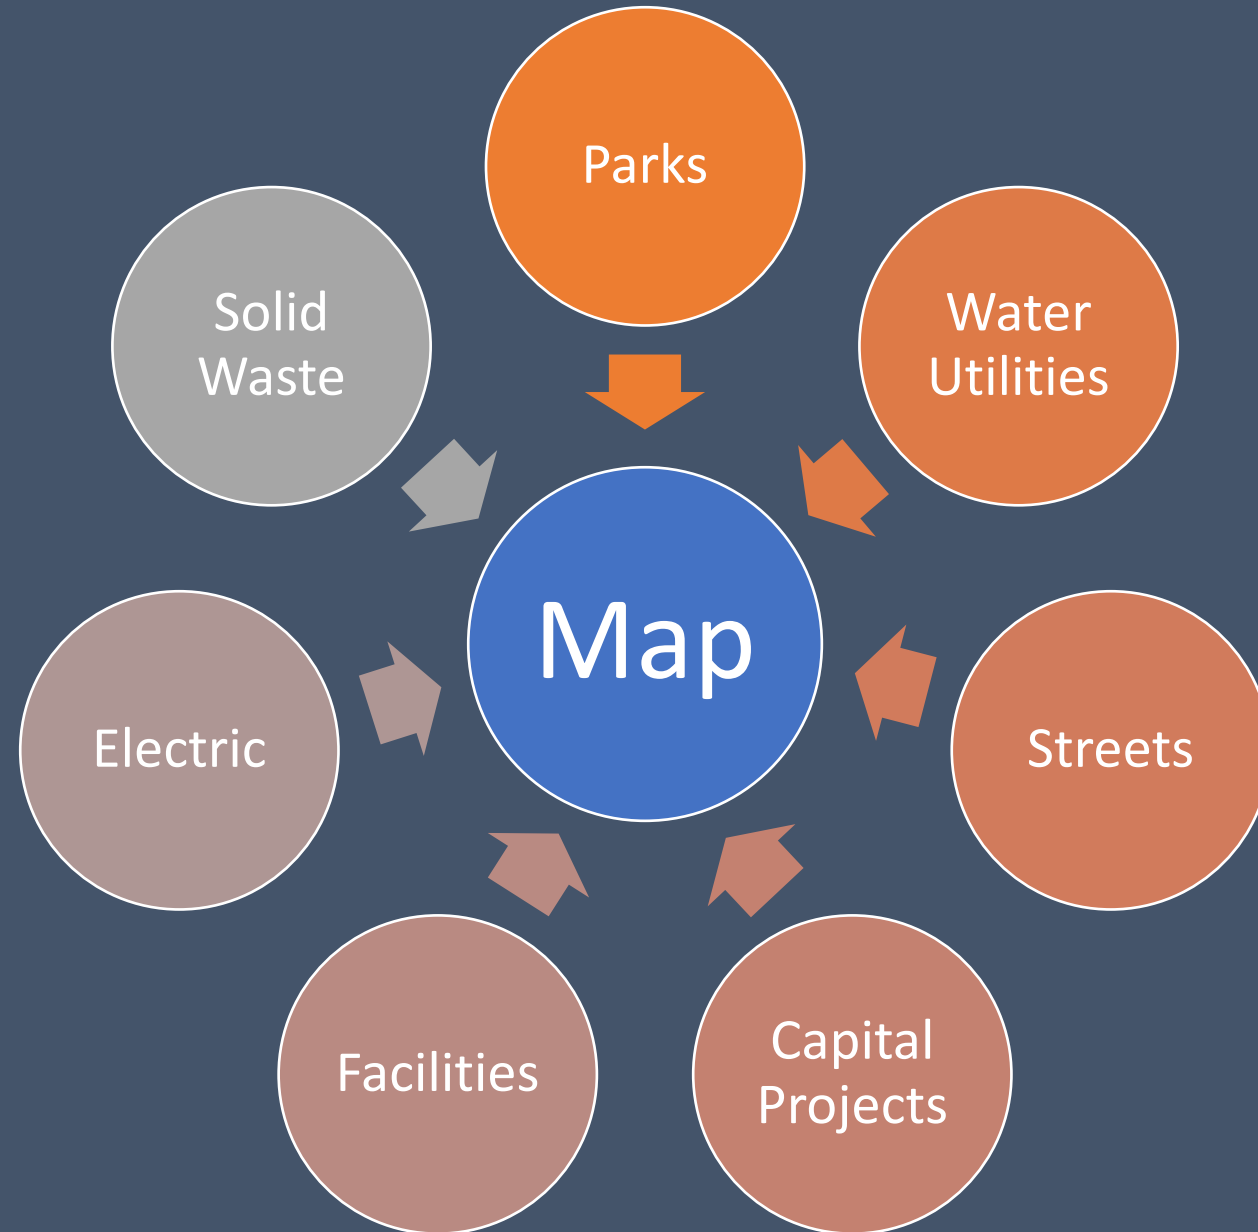 Parks
Water
Utilities
Streets
Capital
Projects
Facilities
Electric
Solid
Waste
Map